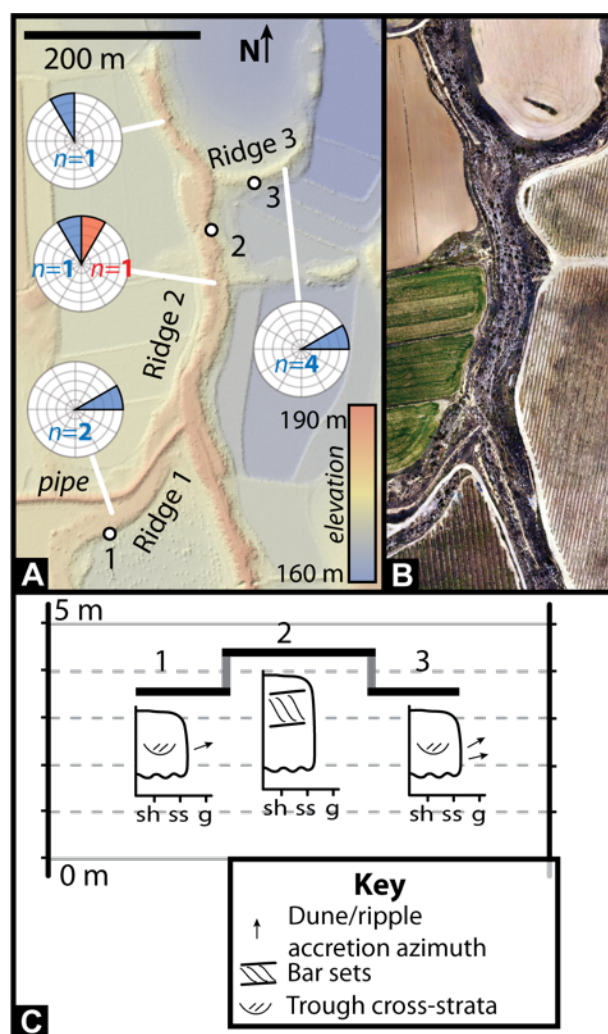 200 m
N
Ridge 3
n=1
3
2
n=1 n=1
Ridge 2
n=4
n=2
190 m
elevation
160 m
pipe
Ridge 1
1
A
B
5 m
2
1
3
sh ss g
sh ss g
sh ss g
0 m
Key
Dune/ripple
accretion azimuth
Bar sets
Trough cross-strata
C